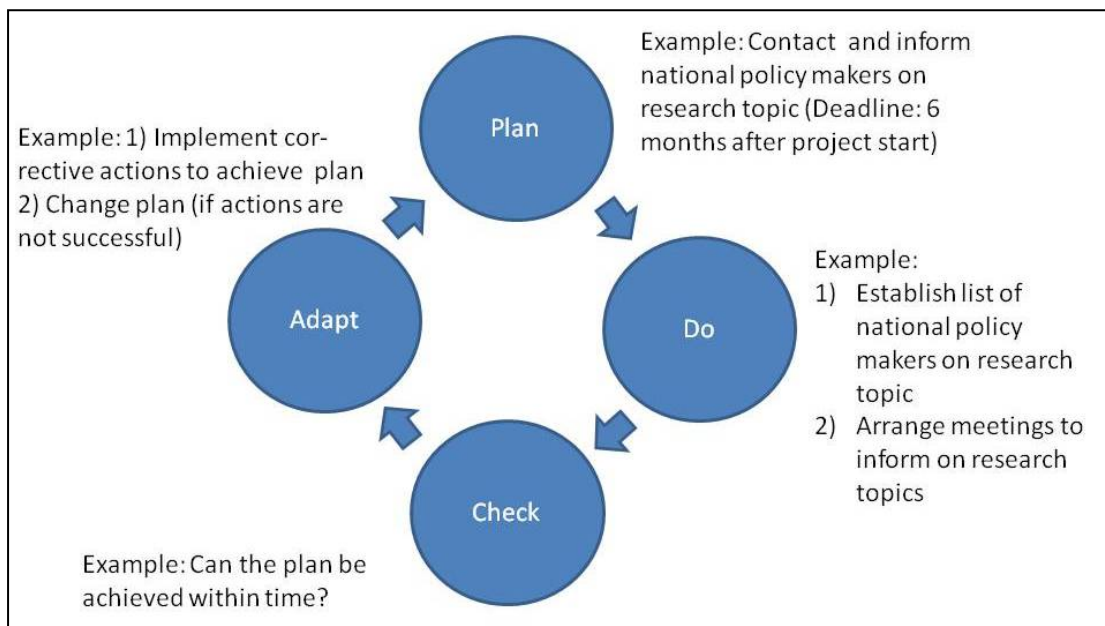 Plan
Example: Contact and inform
national policy makers on
research topic (Deadline: 6
months after project start)
Do
Example:
1) Establish list of
national policy
makers on research
topic
2) Arrange meetings to
inform on research
topics
Check
Example: Can the plan be
achieved within time?
Adapt
Example: 1) Implement cor-
rective actions to achieve plan
2) Change plan (if actions are
not successful)